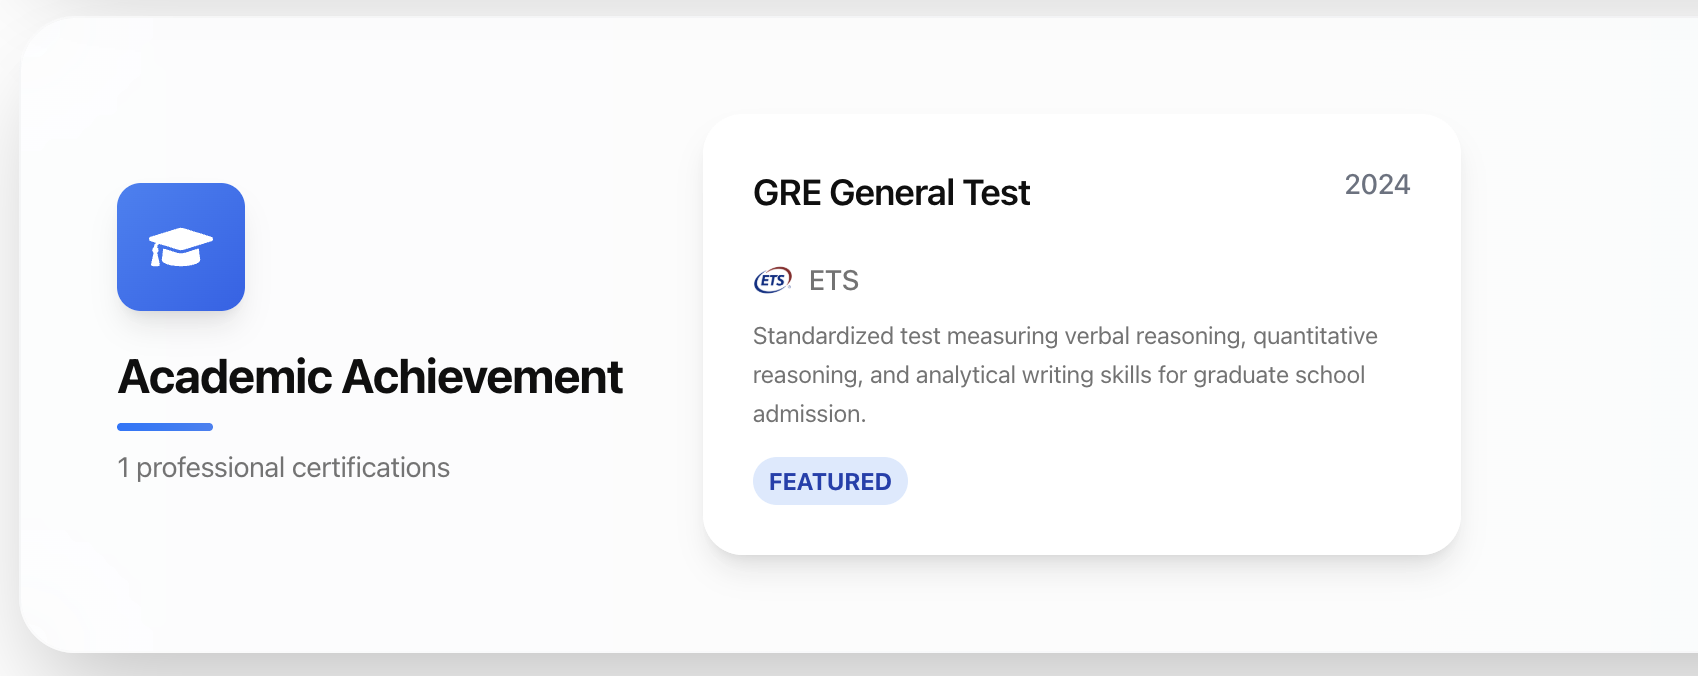 Academic Achievement
1 professional certifications
GRE General Test
2024
ETS
ETS
Standardized test measuring verbal reasoning, quantitative
reasoning, and analytical writing skills for graduate school
admission.
FEATURED